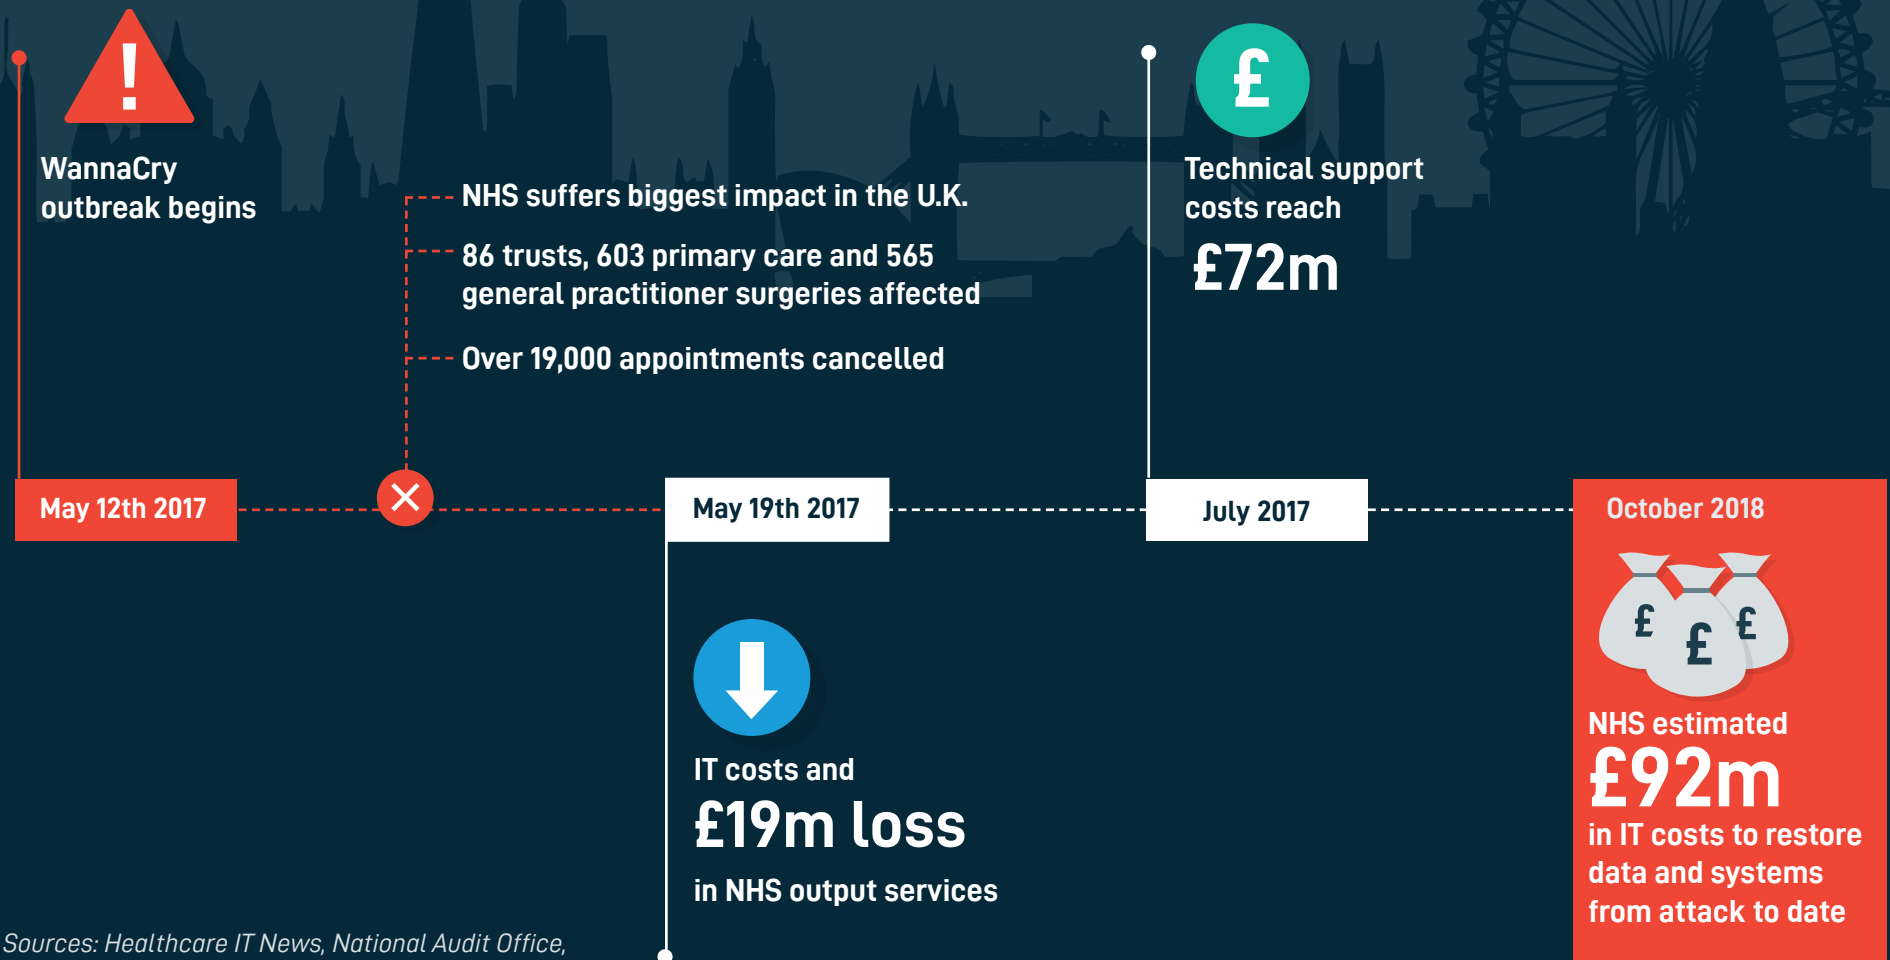 !
WannaCry
outbreak begins
NHS suffers biggest impact in the U.K.
86 trusts, 603 primary care and 565
general practitioner surgeries affected
Over 19,000 appointments cancelled
£
Technical support
costs reach
£72m
May 12th 2017
May 19th 2017
July 2017
October 2018
£ £ £
IT costs and
£19m loss
in NHS output services
NHS estimated
£92m
in IT costs to restore
data and systems
from attack to date
Sources: Healthcare IT News, National Audit Office,